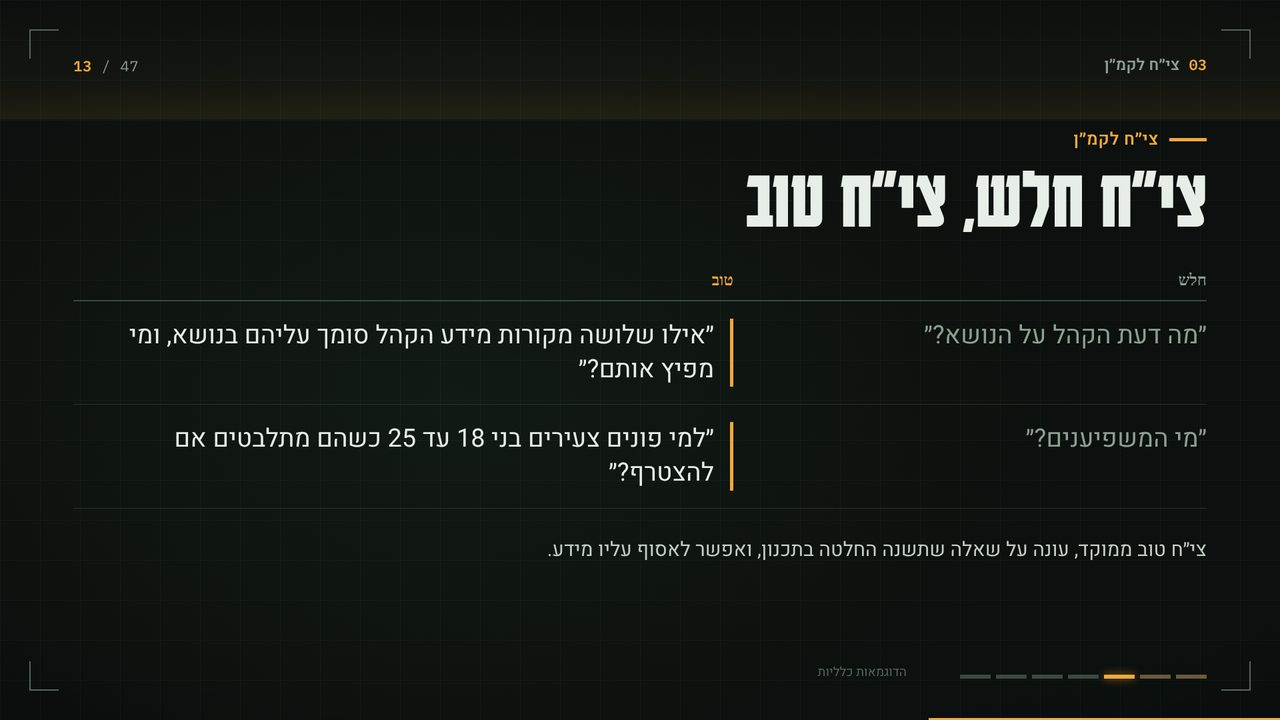 03 צי״ח לקמ״ן
13 / 47
צי״ח לקמ״ן
צי״ח חלש, צי״ח טוב
חלש
טוב
״מה דעת הקהל על הנושא?״
״אילו שלושה מקורות מידע הקהל סומך עליהם בנושא, ומי
מפיץ אותם?״
״מי המשפיענים?״
״למי פונים צעירים בני 18 עד 25 כשהם מתלבטים אם
להצטרף?״
צי״ח טוב ממוקד, עונה על שאלה שתשנה החלטה בתכנון, ואפשר לאסוף עליו מידע.
הדוגמאות כלליות